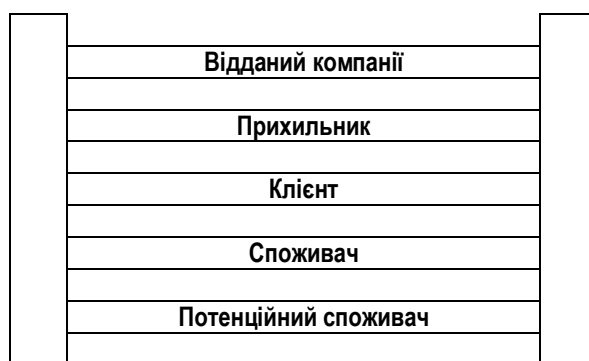 Відданий компанії
Прихильник
Клієнт
Споживач
Потенційний споживач